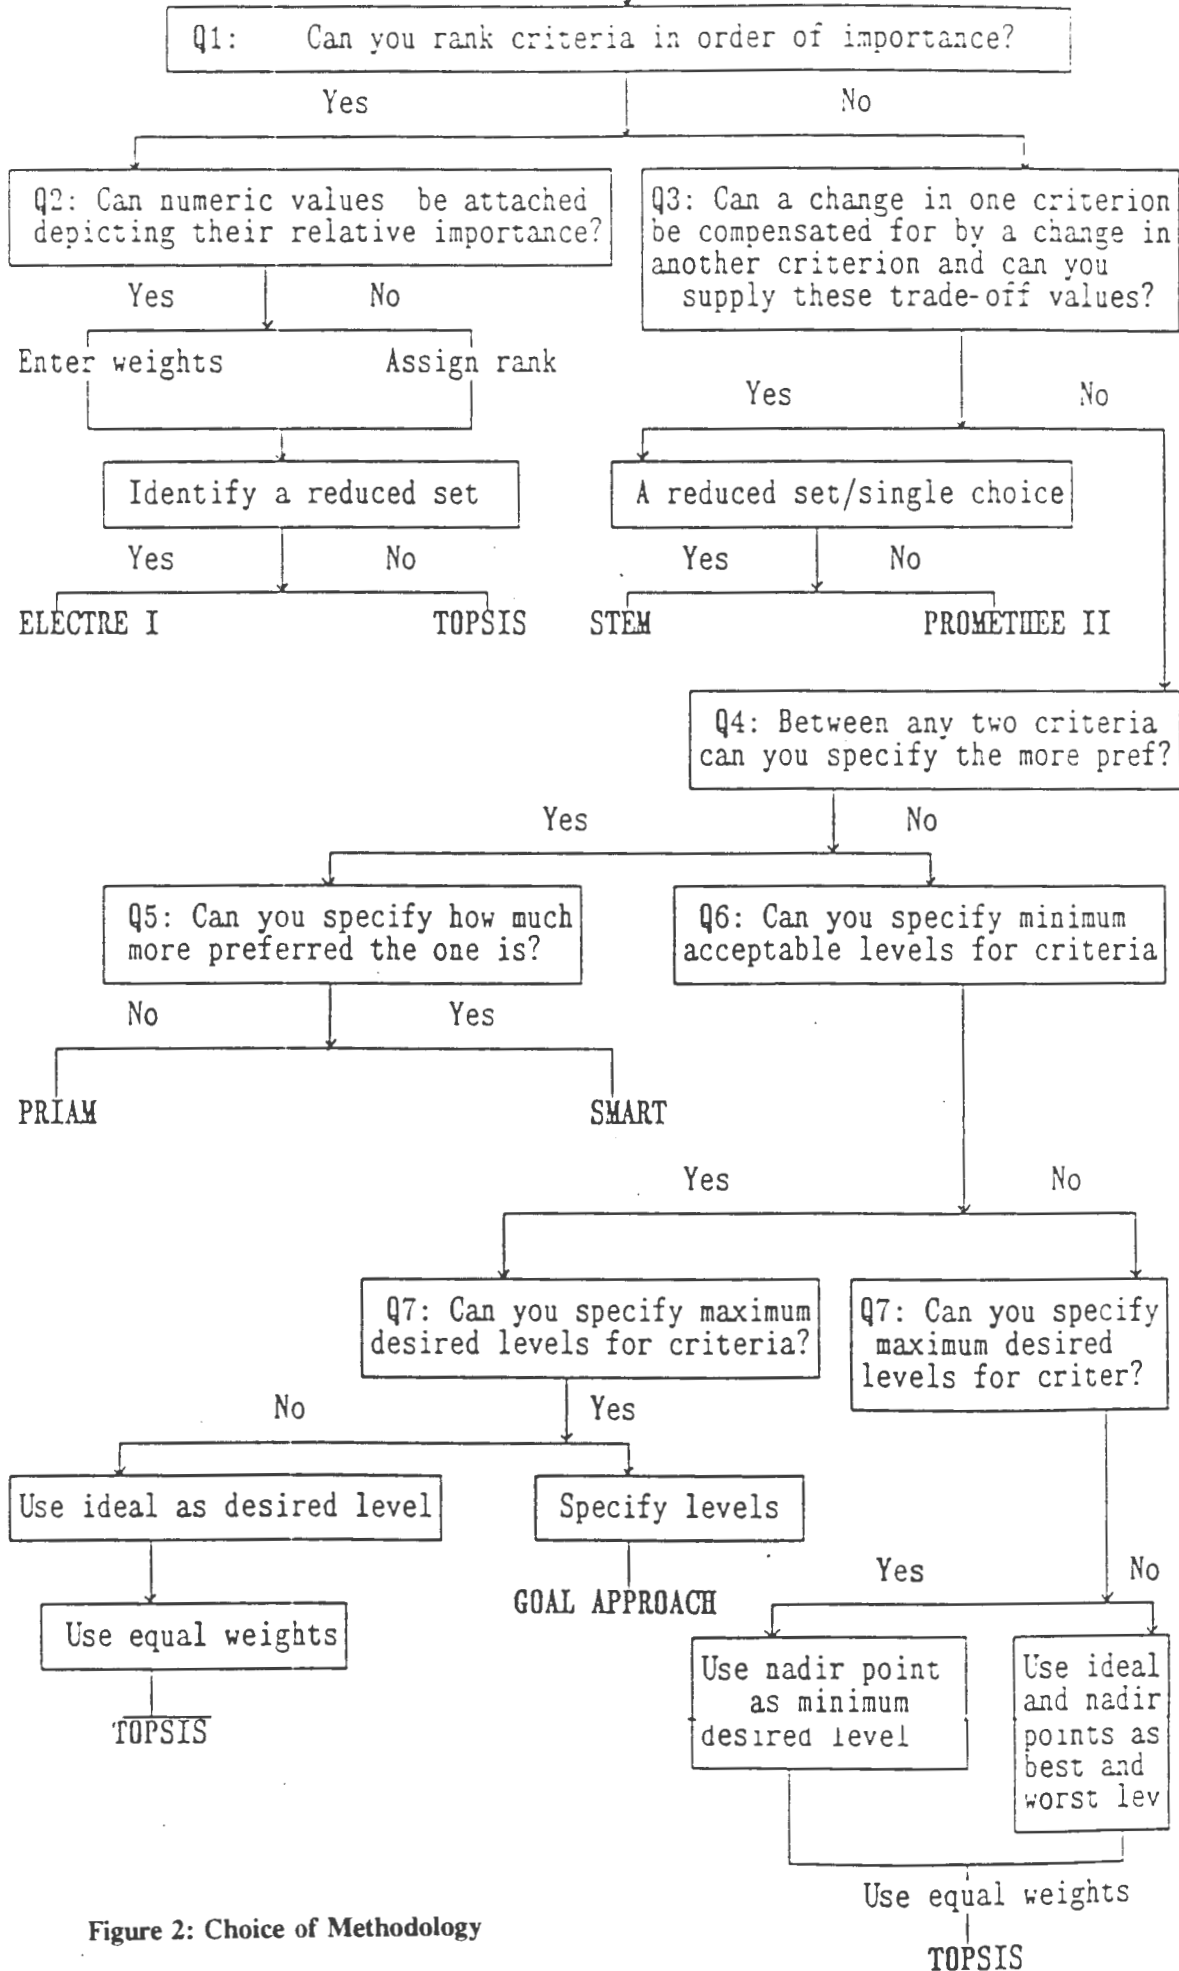 Q1: Can you rank criteria in order of importance?
Yes No
Q2: Can numeric values be attached
depicting their relative importance?
Q3: Can a change in one criterion
be compensated for by a change in
another criterion and can you
supply these trade-off values?
Yes No
Enter weights Assign rank
Yes No
Identify a reduced set
A reduced set/single choice
Yes No
Yes No
ELECTRE I TOPSIS STEM PROMETHEE II
Q4: Between any two criteria
can you specify the more pref?
Yes No
Q5: Can you specify how much
more preferred the one is?
Q6: Can you specify minimum
acceptable levels for criteria
No Yes
PRIAM SMART
Yes No
Q7: Can you specify maximum
desired levels for criteria?
Q7: Can you specify
maximum desired
levels for criter?
No Yes
Use ideal as desired level
Specify levels
Yes No
GOAL APPROACH
Use equal weights
TOPSIS
Use nadir point
as minimum
desired level
Use ideal
and nadir
points as
best and
worst lev
Use equal weights
TOPSIS
Figure 2: Choice of Methodology